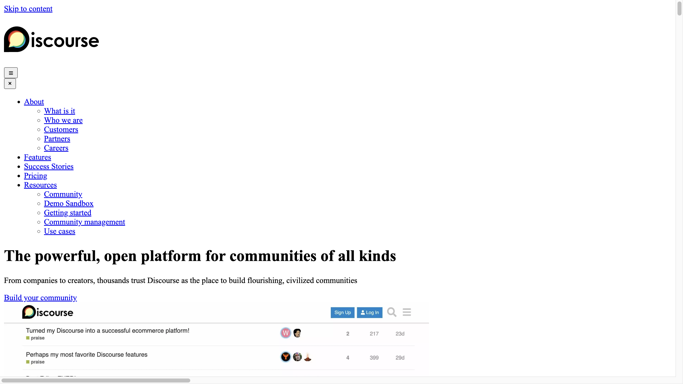 Skip to content
Discourse
≡
×
About
What is it
Who we are
Customers
Partners
Careers
Features
Success Stories
Pricing
Resources
Community
Demo Sandbox
Getting started
Community management
Use cases
The powerful, open platform for communities of all kinds
From companies to creators, thousands trust Discourse as the place to build flourishing, civilized communities
Build your community
Discourse Sign Up Log In
Turned my Discourse into a successful ecommerce platform! 2 217 23d
praise
Perhaps my most favorite Discourse features 4 399 28d
praise